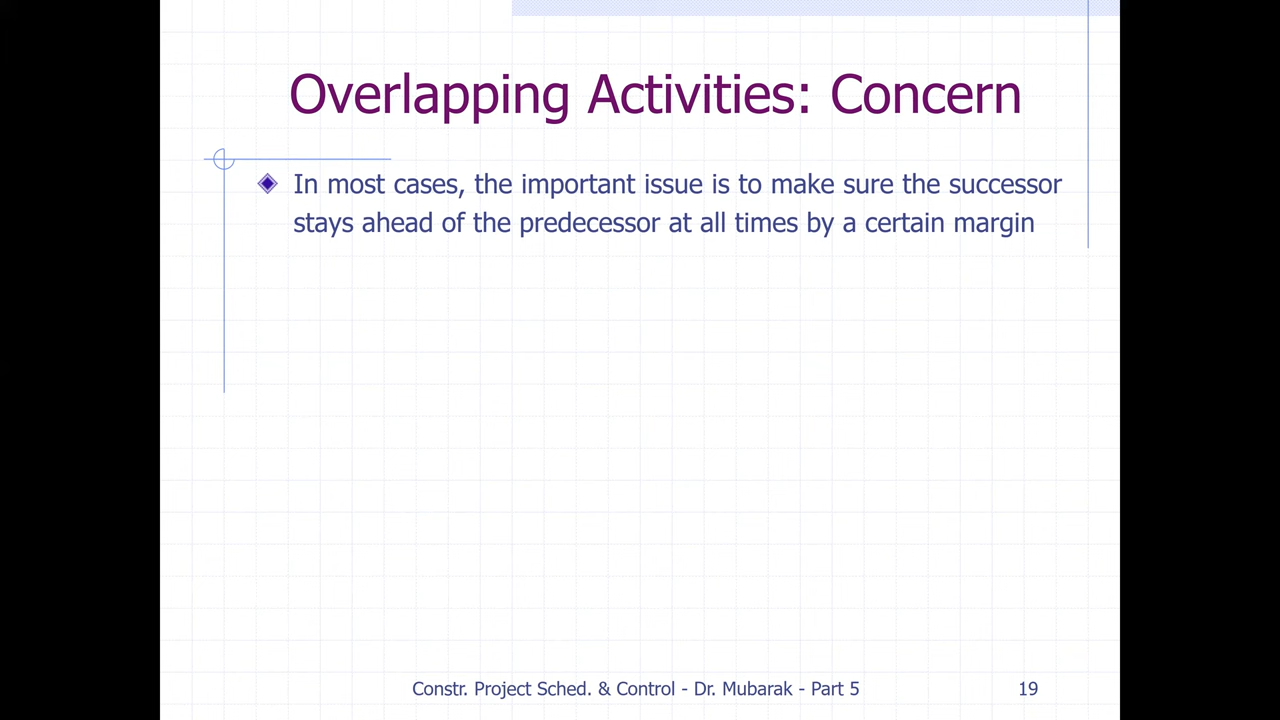 Overlapping Activities: Concern
In most cases, the important issue is to make sure the successor
stays ahead of the predecessor at all times by a certain margin
Constr. Project Sched. & Control - Dr. Mubarak - Part 5
19